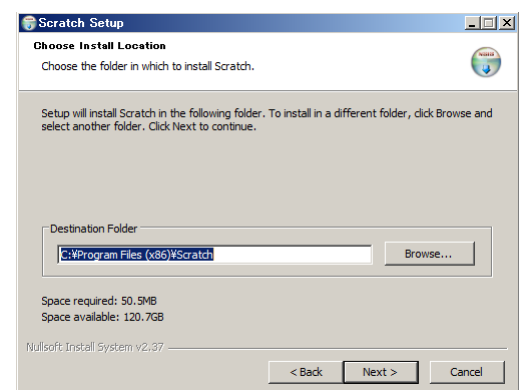 Scratch Setup
Choose Install Location
Choose the folder in which to install Scratch.
Setup will install Scratch in the following folder. To install in a different folder, click Browse and
select another folder. Click Next to continue.
Destination Folder
C:¥Program Files (x86)¥Scratch
Browse...
Space required: 50.5MB
Space available: 120.7GB
Nullsoft Install System v2.37
< Back
Next >
Cancel